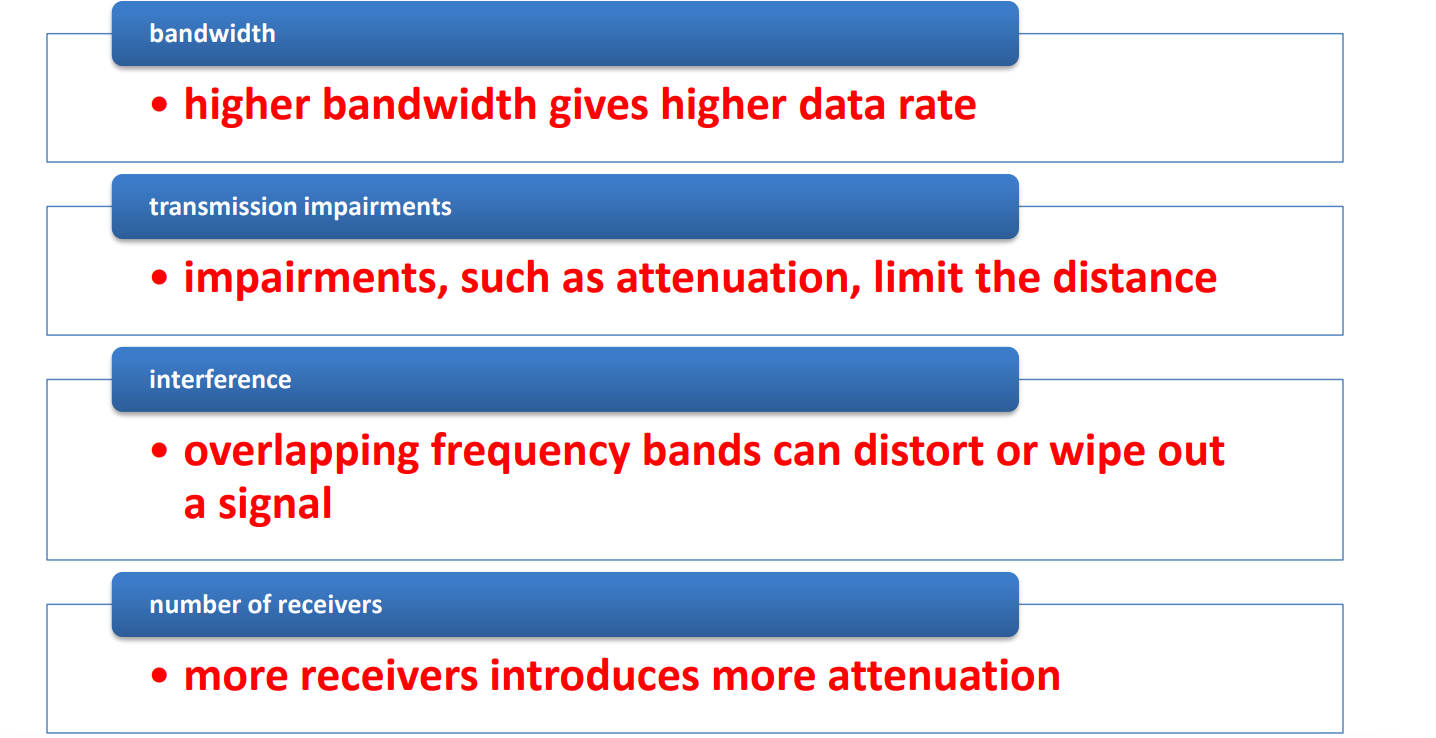 bandwidth
• higher bandwidth gives higher data rate
transmission impairments
• impairments, such as attenuation, limit the distance
interference
• overlapping frequency bands can distort or wipe out
a signal
number of receivers
• more receivers introduces more attenuation